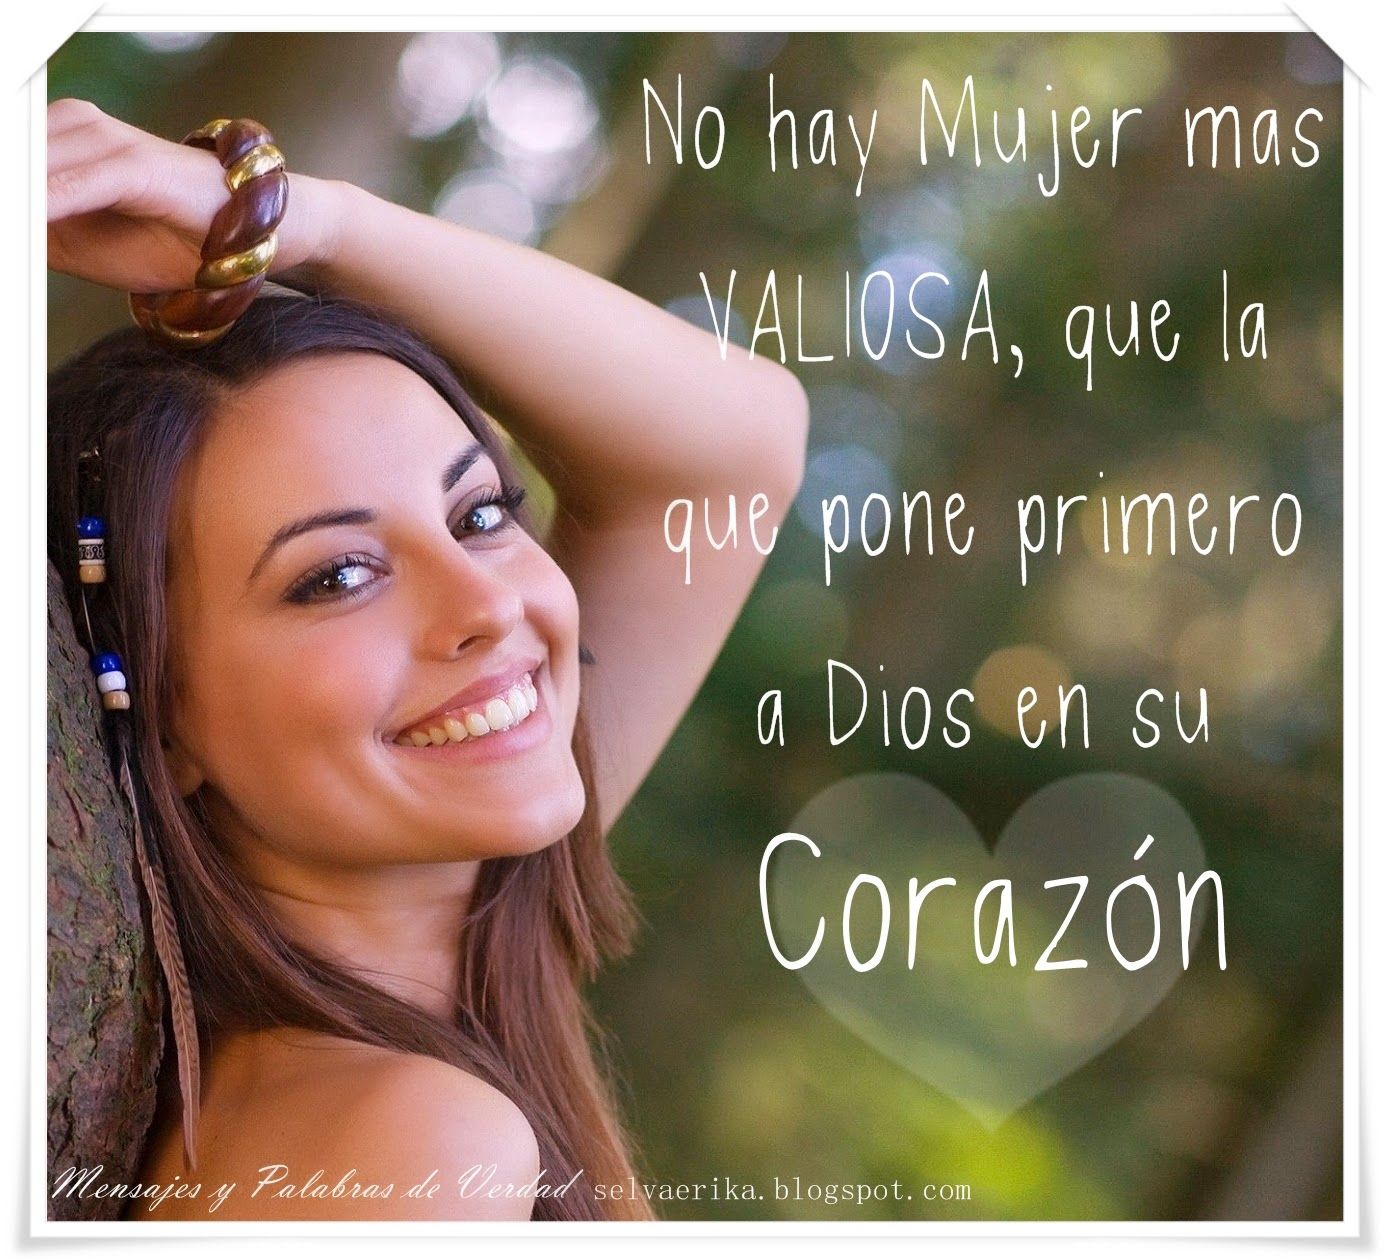 No hay Mujer mas
VALIOSA, que la
que pone primero
a Dios en su
Corazón
Mensajes y Palabras de Verdad selvaerika.blogspot.com